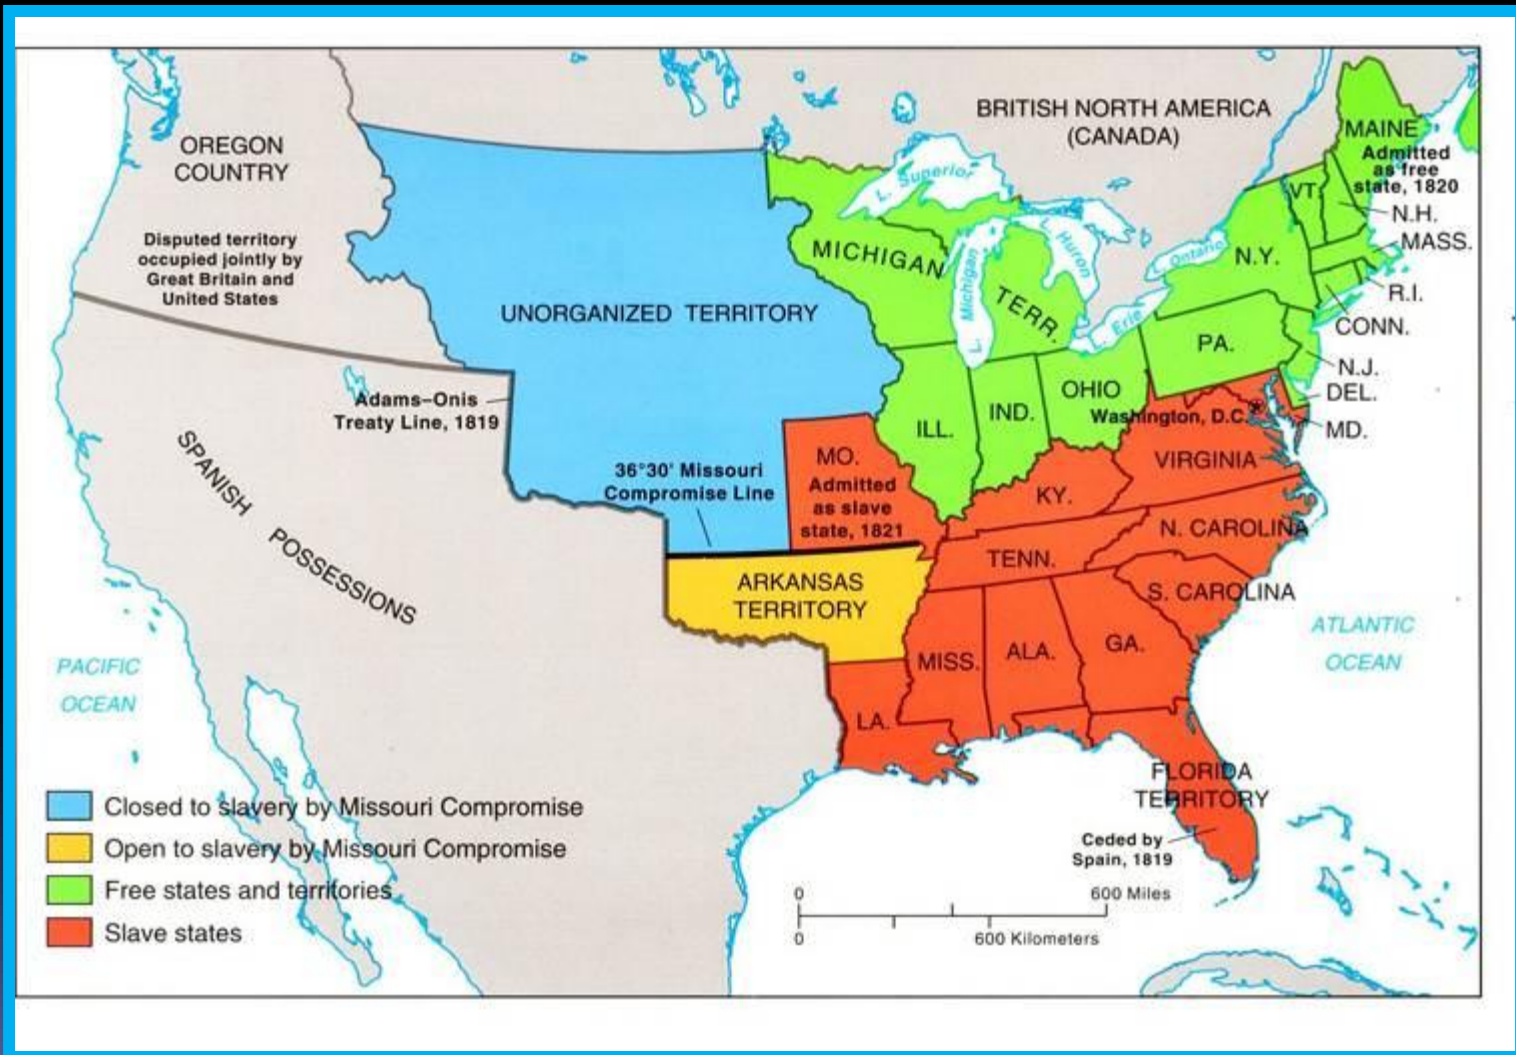 BRITISH NORTH AMERICA
(CANADA)
OREGON
COUNTRY
Disputed territory
occupied jointly by
Great Britain and
United States
MAINE
Admitted
as free
state, 1820
VT.
N.H.
MASS.
N.Y.
R.I.
CONN.
PA.
N.J.
DEL.
MD.
L. Superior
L. Huron
L. Ontario
L. Erie
L. Michigan
MICHIGAN
TERR.
UNORGANIZED TERRITORY
Adams–Onis
Treaty Line, 1819
36°30' Missouri
Compromise Line
OHIO
IND.
ILL.
Washington, D.C.
MO.
Admitted
as slave
state, 1821
VIRGINIA
KY.
N. CAROLINA
TENN.
S. CAROLINA
ARKANSAS
TERRITORY
SPANISH POSSESSIONS
MISS.
ALA.
GA.
LA.
PACIFIC
OCEAN
ATLANTIC
OCEAN
FLORIDA
TERRITORY
Ceded by
Spain, 1819
Closed to slavery by Missouri Compromise
Open to slavery by Missouri Compromise
Free states and territories
Slave states
0 600 Miles
0 600 Kilometers